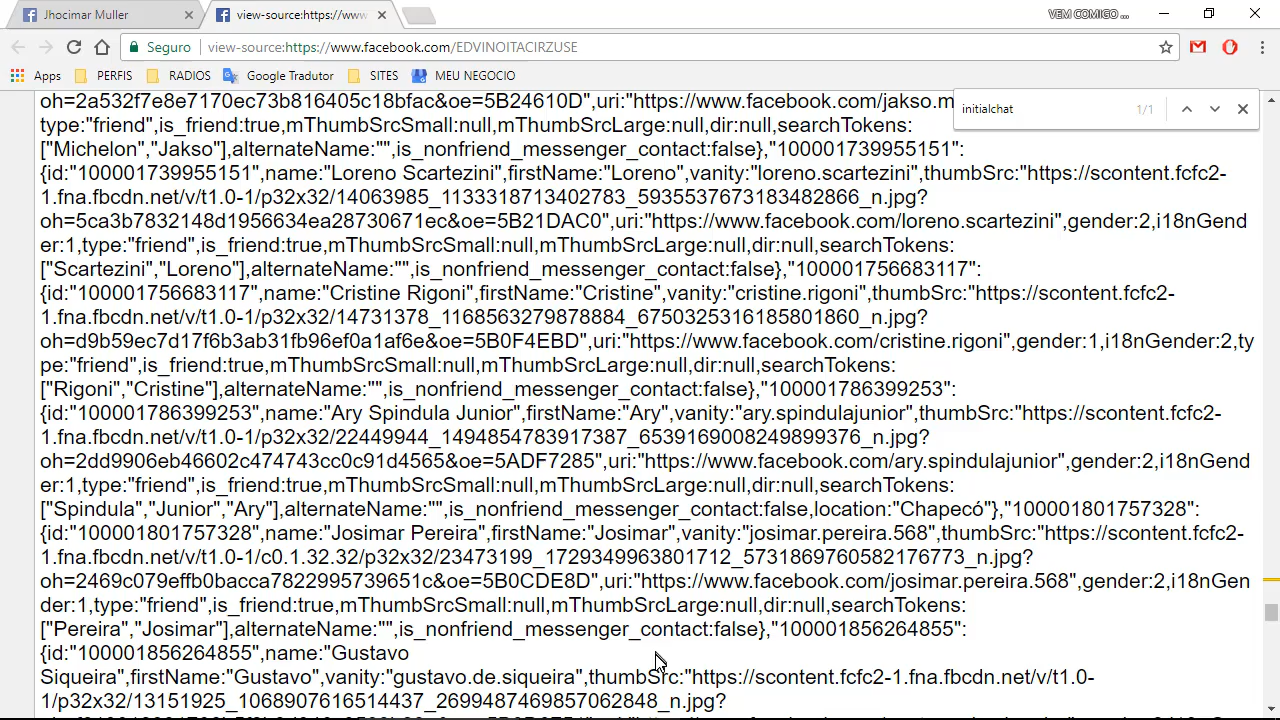 Jhocimar Muller
view-source:https://www
VEM COMIGO ...
Seguro
view-source:https://www.facebook.com/EDVINOITACIRZUSE
Apps
PERFIS
RADIOS
Google Tradutor
SITES
MEU NEGOCIO
initialchat
1/1
oh=2a532f7e8e7170ec73b816405c18bfac&oe=5B24610D",uri:"https://www.facebook.com/jakso.m
type:"friend",is_friend:true,mThumbSrcSmall:null,mThumbSrcLarge:null,dir:null,searchTokens:
["Michelon","Jakso"],alternateName:"",is_nonfriend_messenger_contact:false},"100001739955151":
{id:"100001739955151",name:"Loreno Scartezini",firstName:"Loreno",vanity:"loreno.scartezini",thumbSrc:"https://scontent.fcfc2-
1.fna.fbcdn.net/v/t1.0-1/p32x32/14063985_1133318713402783_5935537673183482866_n.jpg?
oh=5ca3b7832148d1956634ea28730671ec&oe=5B21DAC0",uri:"https://www.facebook.com/loreno.scartezini",gender:2,i18nGend
er:1,type:"friend",is_friend:true,mThumbSrcSmall:null,mThumbSrcLarge:null,dir:null,searchTokens:
["Scartezini","Loreno"],alternateName:"",is_nonfriend_messenger_contact:false},"100001756683117":
{id:"100001756683117",name:"Cristine Rigoni",firstName:"Cristine",vanity:"cristine.rigoni",thumbSrc:"https://scontent.fcfc2-
1.fna.fbcdn.net/v/t1.0-1/p32x32/14731378_1168563279878884_6750325316185801860_n.jpg?
oh=d9b59ec7d17f6b3ab31fb96ef0a1af6e&oe=5B0F4EBD",uri:"https://www.facebook.com/cristine.rigoni",gender:1,i18nGender:2,ty
pe:"friend",is_friend:true,mThumbSrcSmall:null,mThumbSrcLarge:null,dir:null,searchTokens:
["Rigoni","Cristine"],alternateName:"",is_nonfriend_messenger_contact:false},"100001786399253":
{id:"100001786399253",name:"Ary Spindula Junior",firstName:"Ary",vanity:"ary.spindulajunior",thumbSrc:"https://scontent.fcfc2-
1.fna.fbcdn.net/v/t1.0-1/p32x32/22449944_1494854783917387_6539169008249899376_n.jpg?
oh=2dd9906eb46602c474743cc0c91d4565&oe=5ADF7285",uri:"https://www.facebook.com/ary.spindulajunior",gender:2,i18nGend
er:1,type:"friend",is_friend:true,mThumbSrcSmall:null,mThumbSrcLarge:null,dir:null,searchTokens:
["Spindula","Junior","Ary"],alternateName:"",is_nonfriend_messenger_contact:false,location:"Chapecó"},"100001801757328":
{id:"100001801757328",name:"Josimar Pereira",firstName:"Josimar",vanity:"josimar.pereira.568",thumbSrc:"https://scontent.fcfc2-
1.fna.fbcdn.net/v/t1.0-1/c0.1.32.32/p32x32/23473199_1729349963801712_5731869760582176773_n.jpg?
oh=2469c079effb0bacca7822995739651c&oe=5B0CDE8D",uri:"https://www.facebook.com/josimar.pereira.568",gender:2,i18nGen
der:1,type:"friend",is_friend:true,mThumbSrcSmall:null,mThumbSrcLarge:null,dir:null,searchTokens:
["Pereira","Josimar"],alternateName:"",is_nonfriend_messenger_contact:false},"100001856264855":
{id:"100001856264855",name:"Gustavo
Siqueira",firstName:"Gustavo",vanity:"gustavo.de.siqueira",thumbSrc:"https://scontent.fcfc2-1.fna.fbcdn.net/v/t1.0-
1/p32x32/13151925_1068907616514437_2699487469857062848_n.jpg?